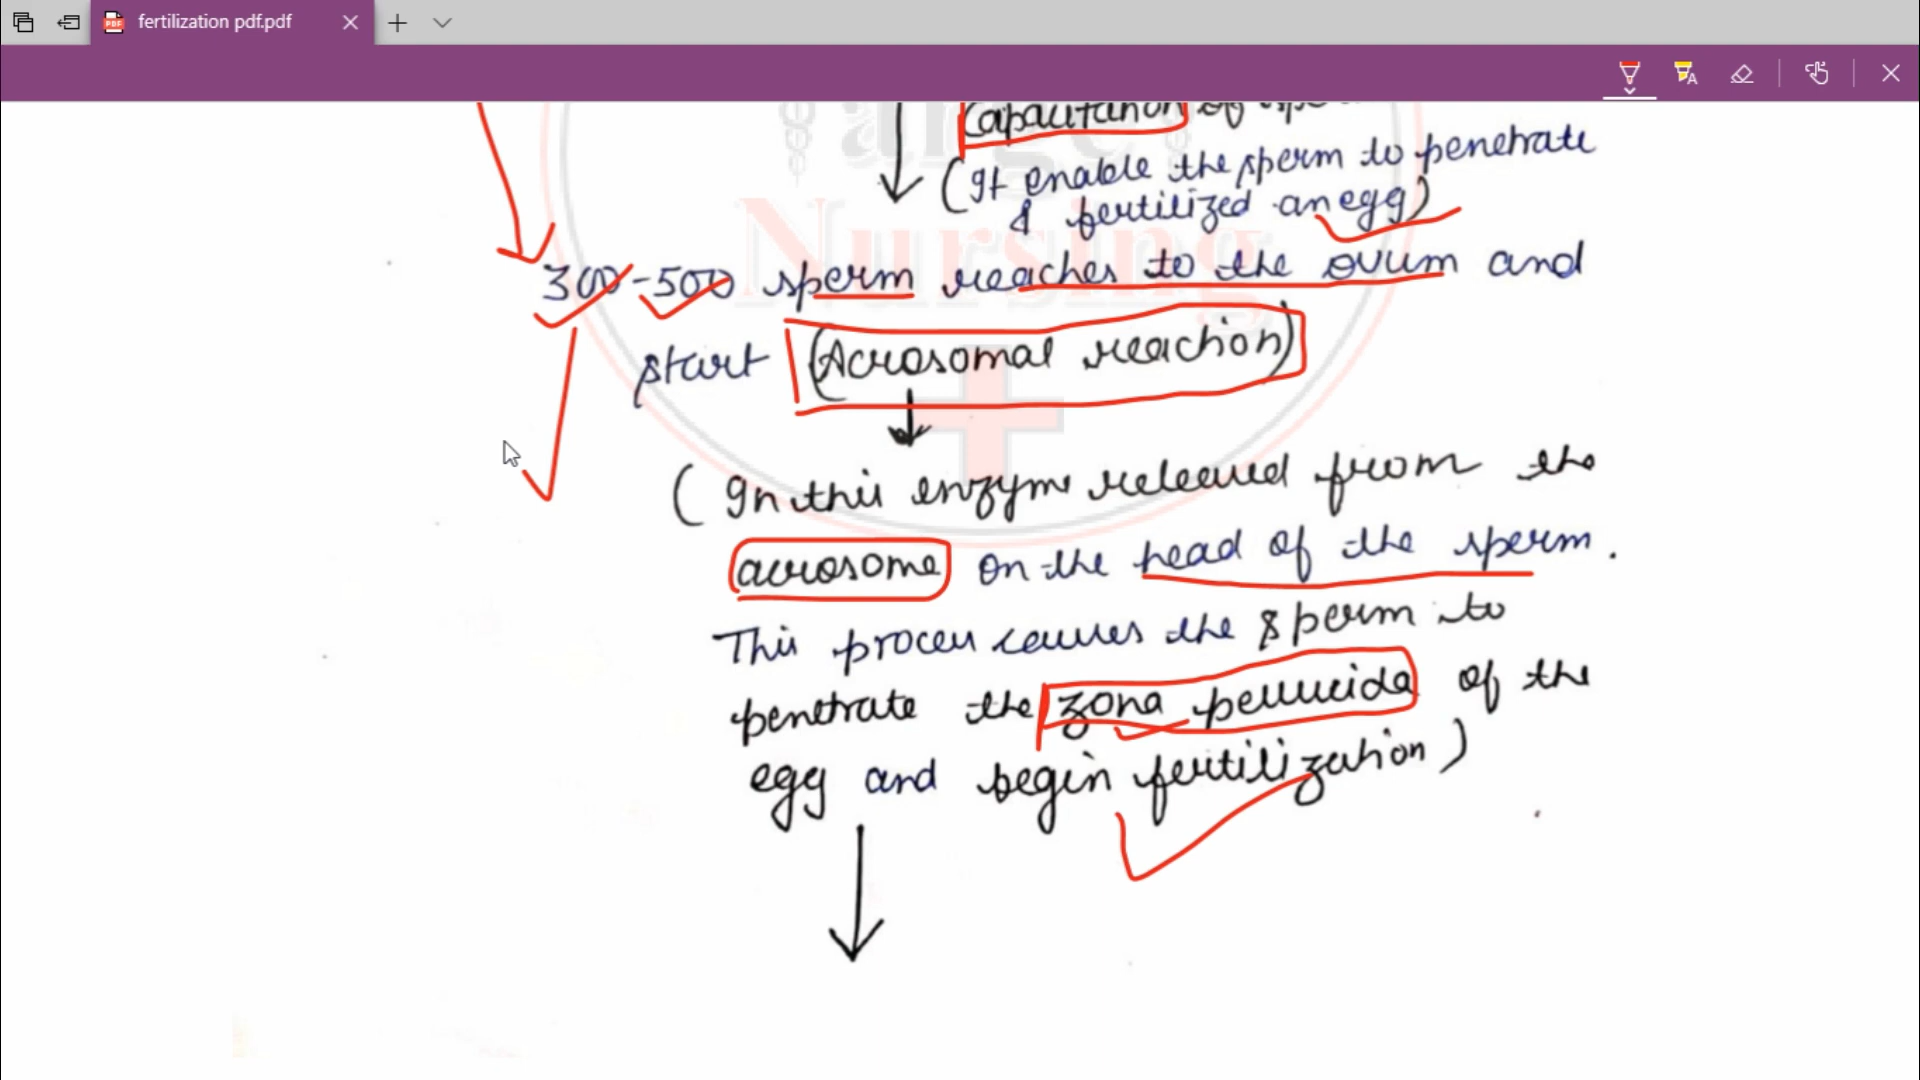 fertilization pdf.pdf
Capacitation of
(It enable the sperm to penetrate
& fertilized an egg)
Nursing
300-500 sperm reaches to the ovum and
start (Acrosomal reaction)
(In this enzyme released from the
acrosome on the head of the sperm.
This process causes the sperm to
penetrate the zona pellucida of the
egg and begin fertilization)